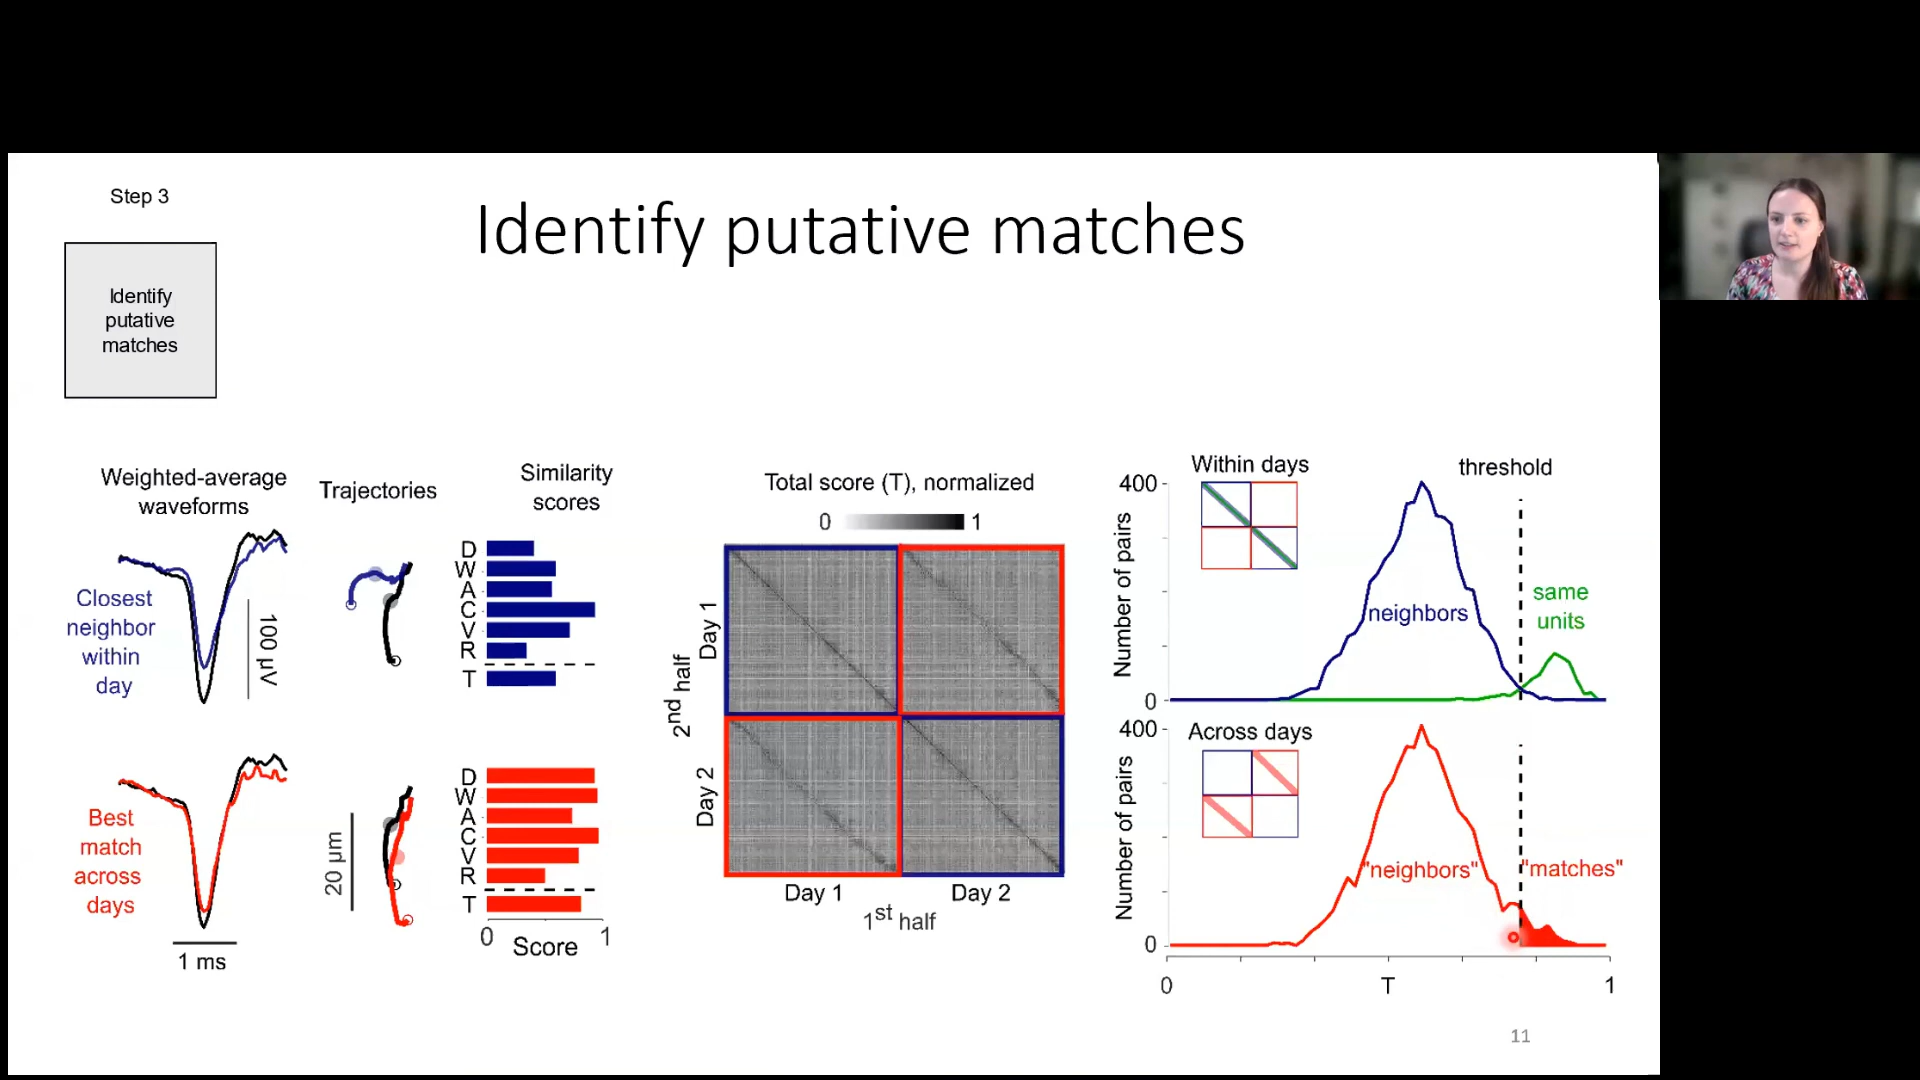 Step 3
Identify putative matches
Identify
putative
matches
Weighted-average
waveforms
Trajectories
Similarity
scores
Closest
neighbor
within
day
100 µV
D
W
A
C
V
R
T
Best
match
across
days
20 µm
D
W
A
C
V
R
T
0
1
Score
1 ms
Total score (T), normalized
0
1
2nd half
Day 1
Day 2
Day 1
Day 2
1st half
Within days
threshold
400
Number of pairs
0
neighbors
same
units
Across days
400
Number of pairs
0
"neighbors"
"matches"
0
T
1
11